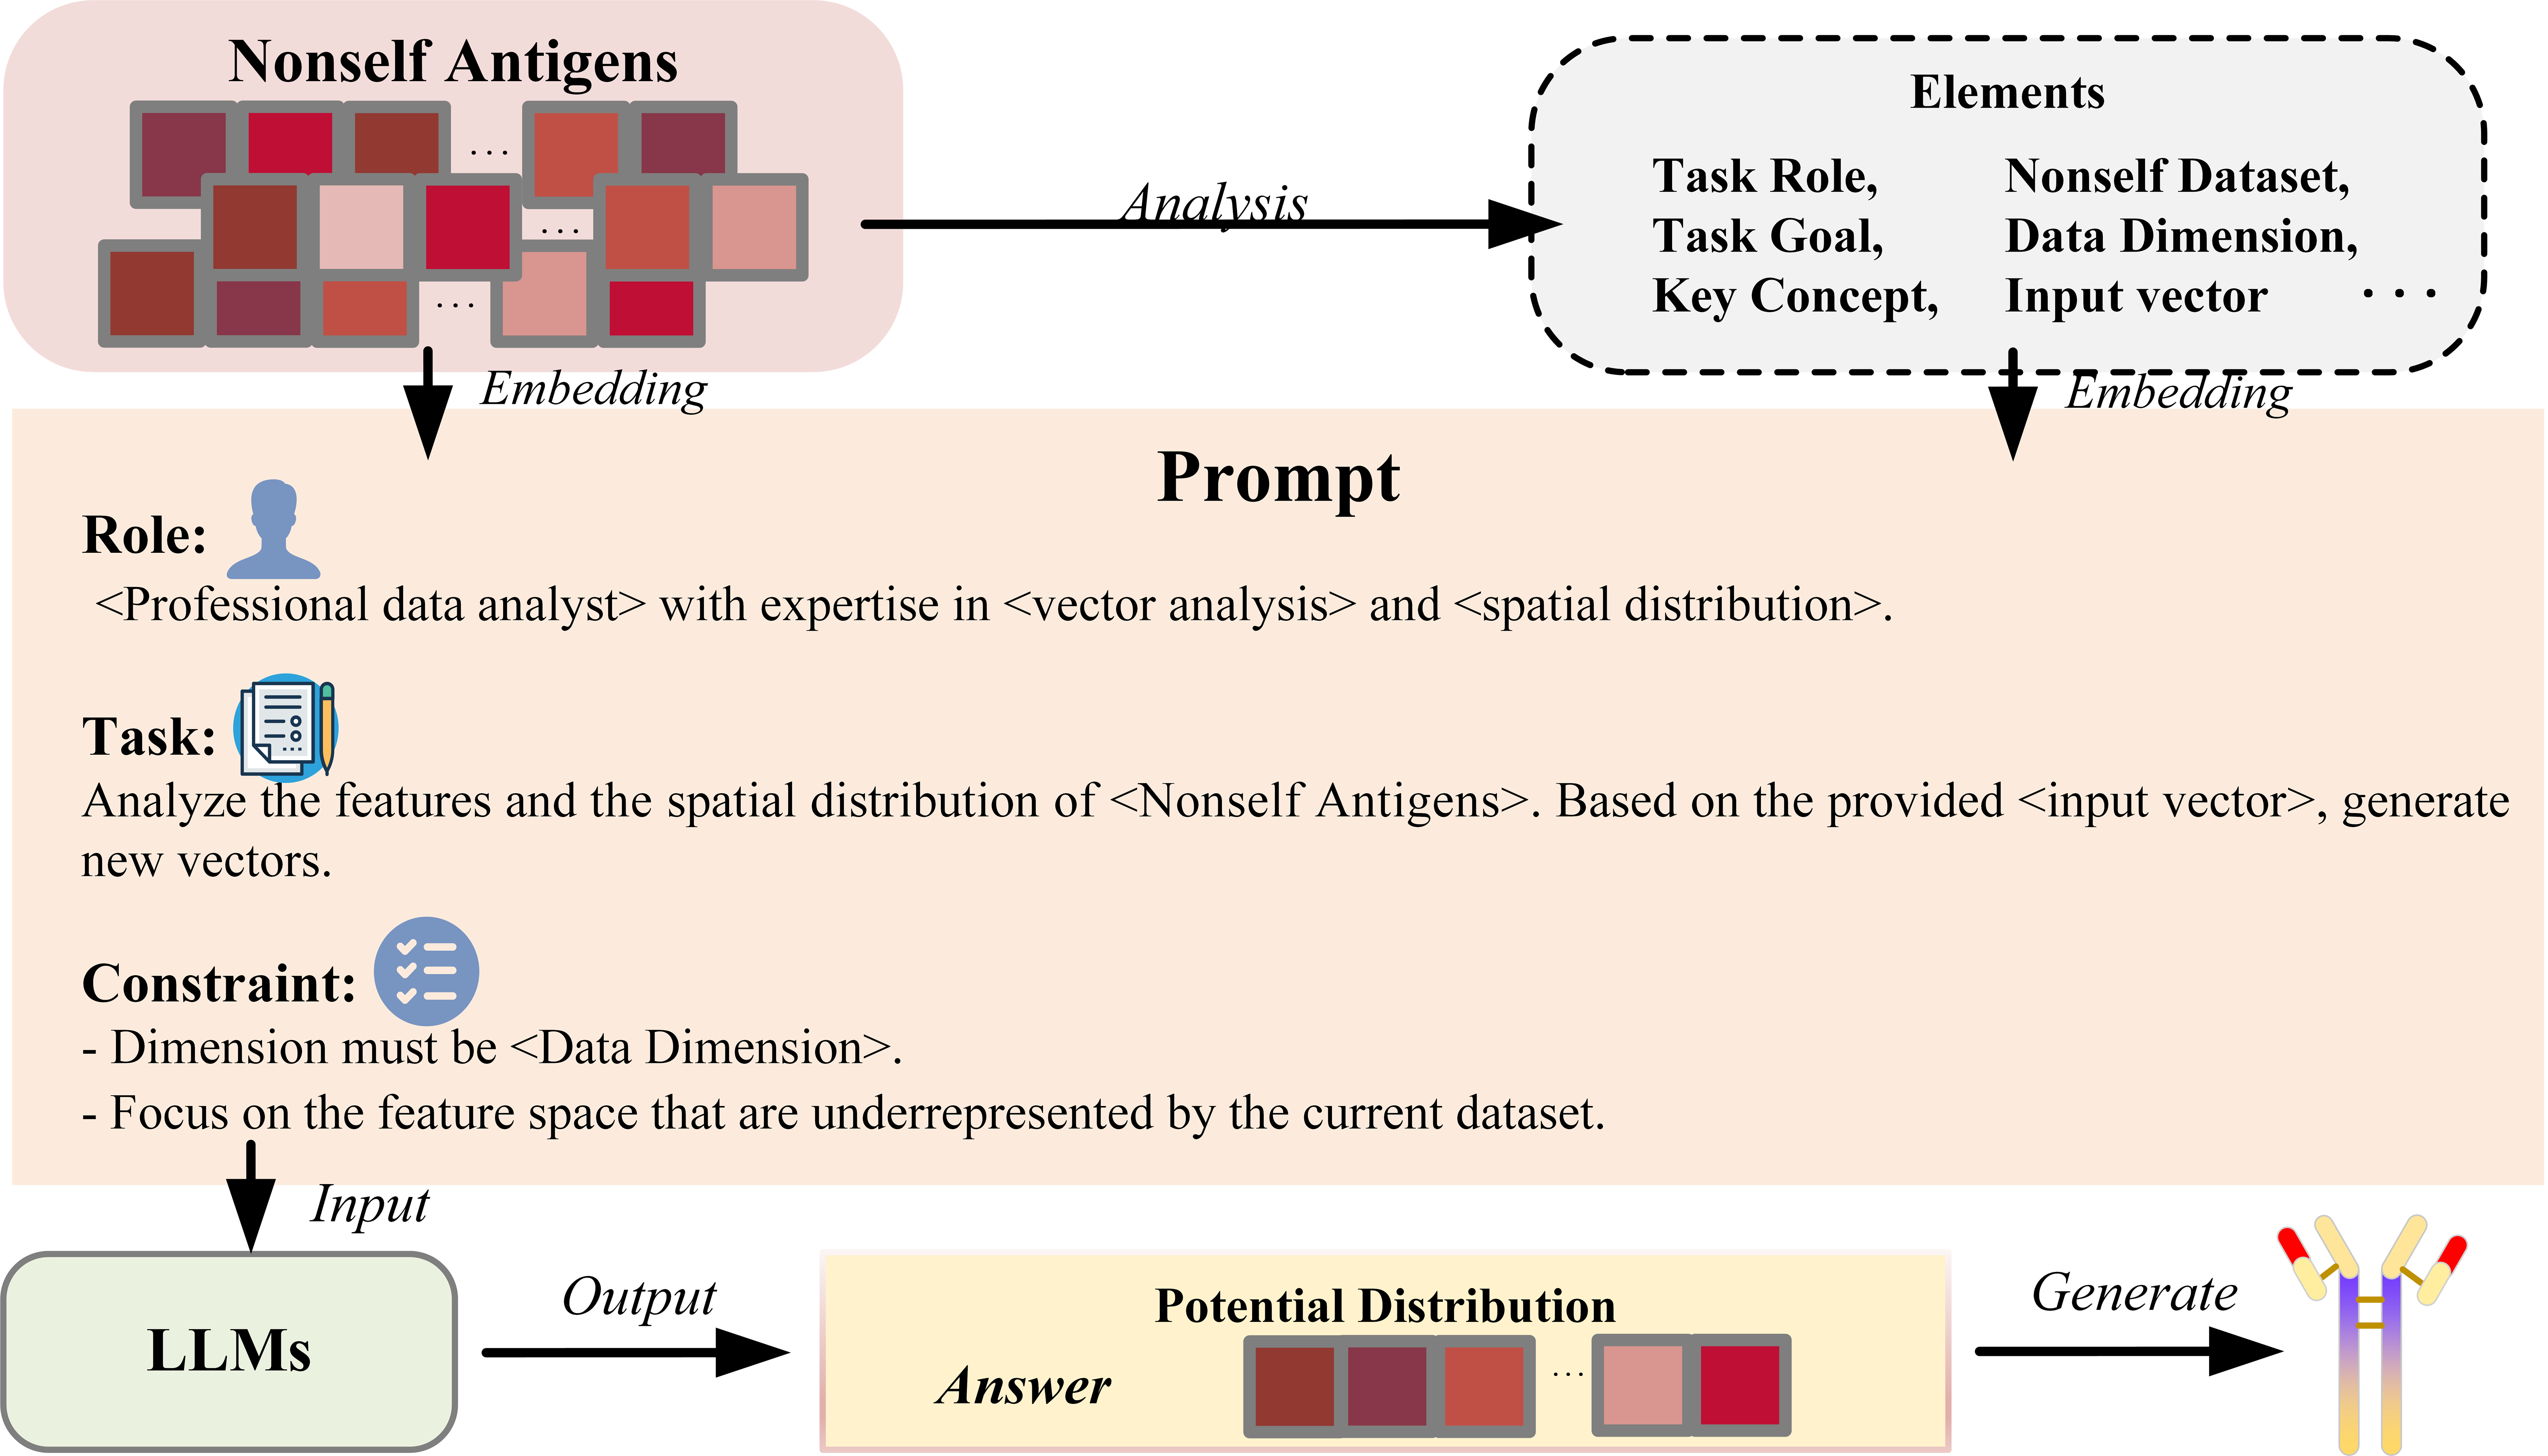 Nonself Antigens
...
...
...
Analysis
Elements
Task Role, Nonself Dataset,
Task Goal, Data Dimension,
Key Concept, Input vector ...
Embedding
Embedding
Prompt
Role:
<Professional data analyst> with expertise in <vector analysis> and <spatial distribution>.
Task:
Analyze the features and the spatial distribution of <Nonself Antigens>. Based on the provided <input vector>, generate
new vectors.
Constraint:
- Dimension must be <Data Dimension>.
- Focus on the feature space that are underrepresented by the current dataset.
Input
LLMs
Output
Potential Distribution
Answer
...
Generate